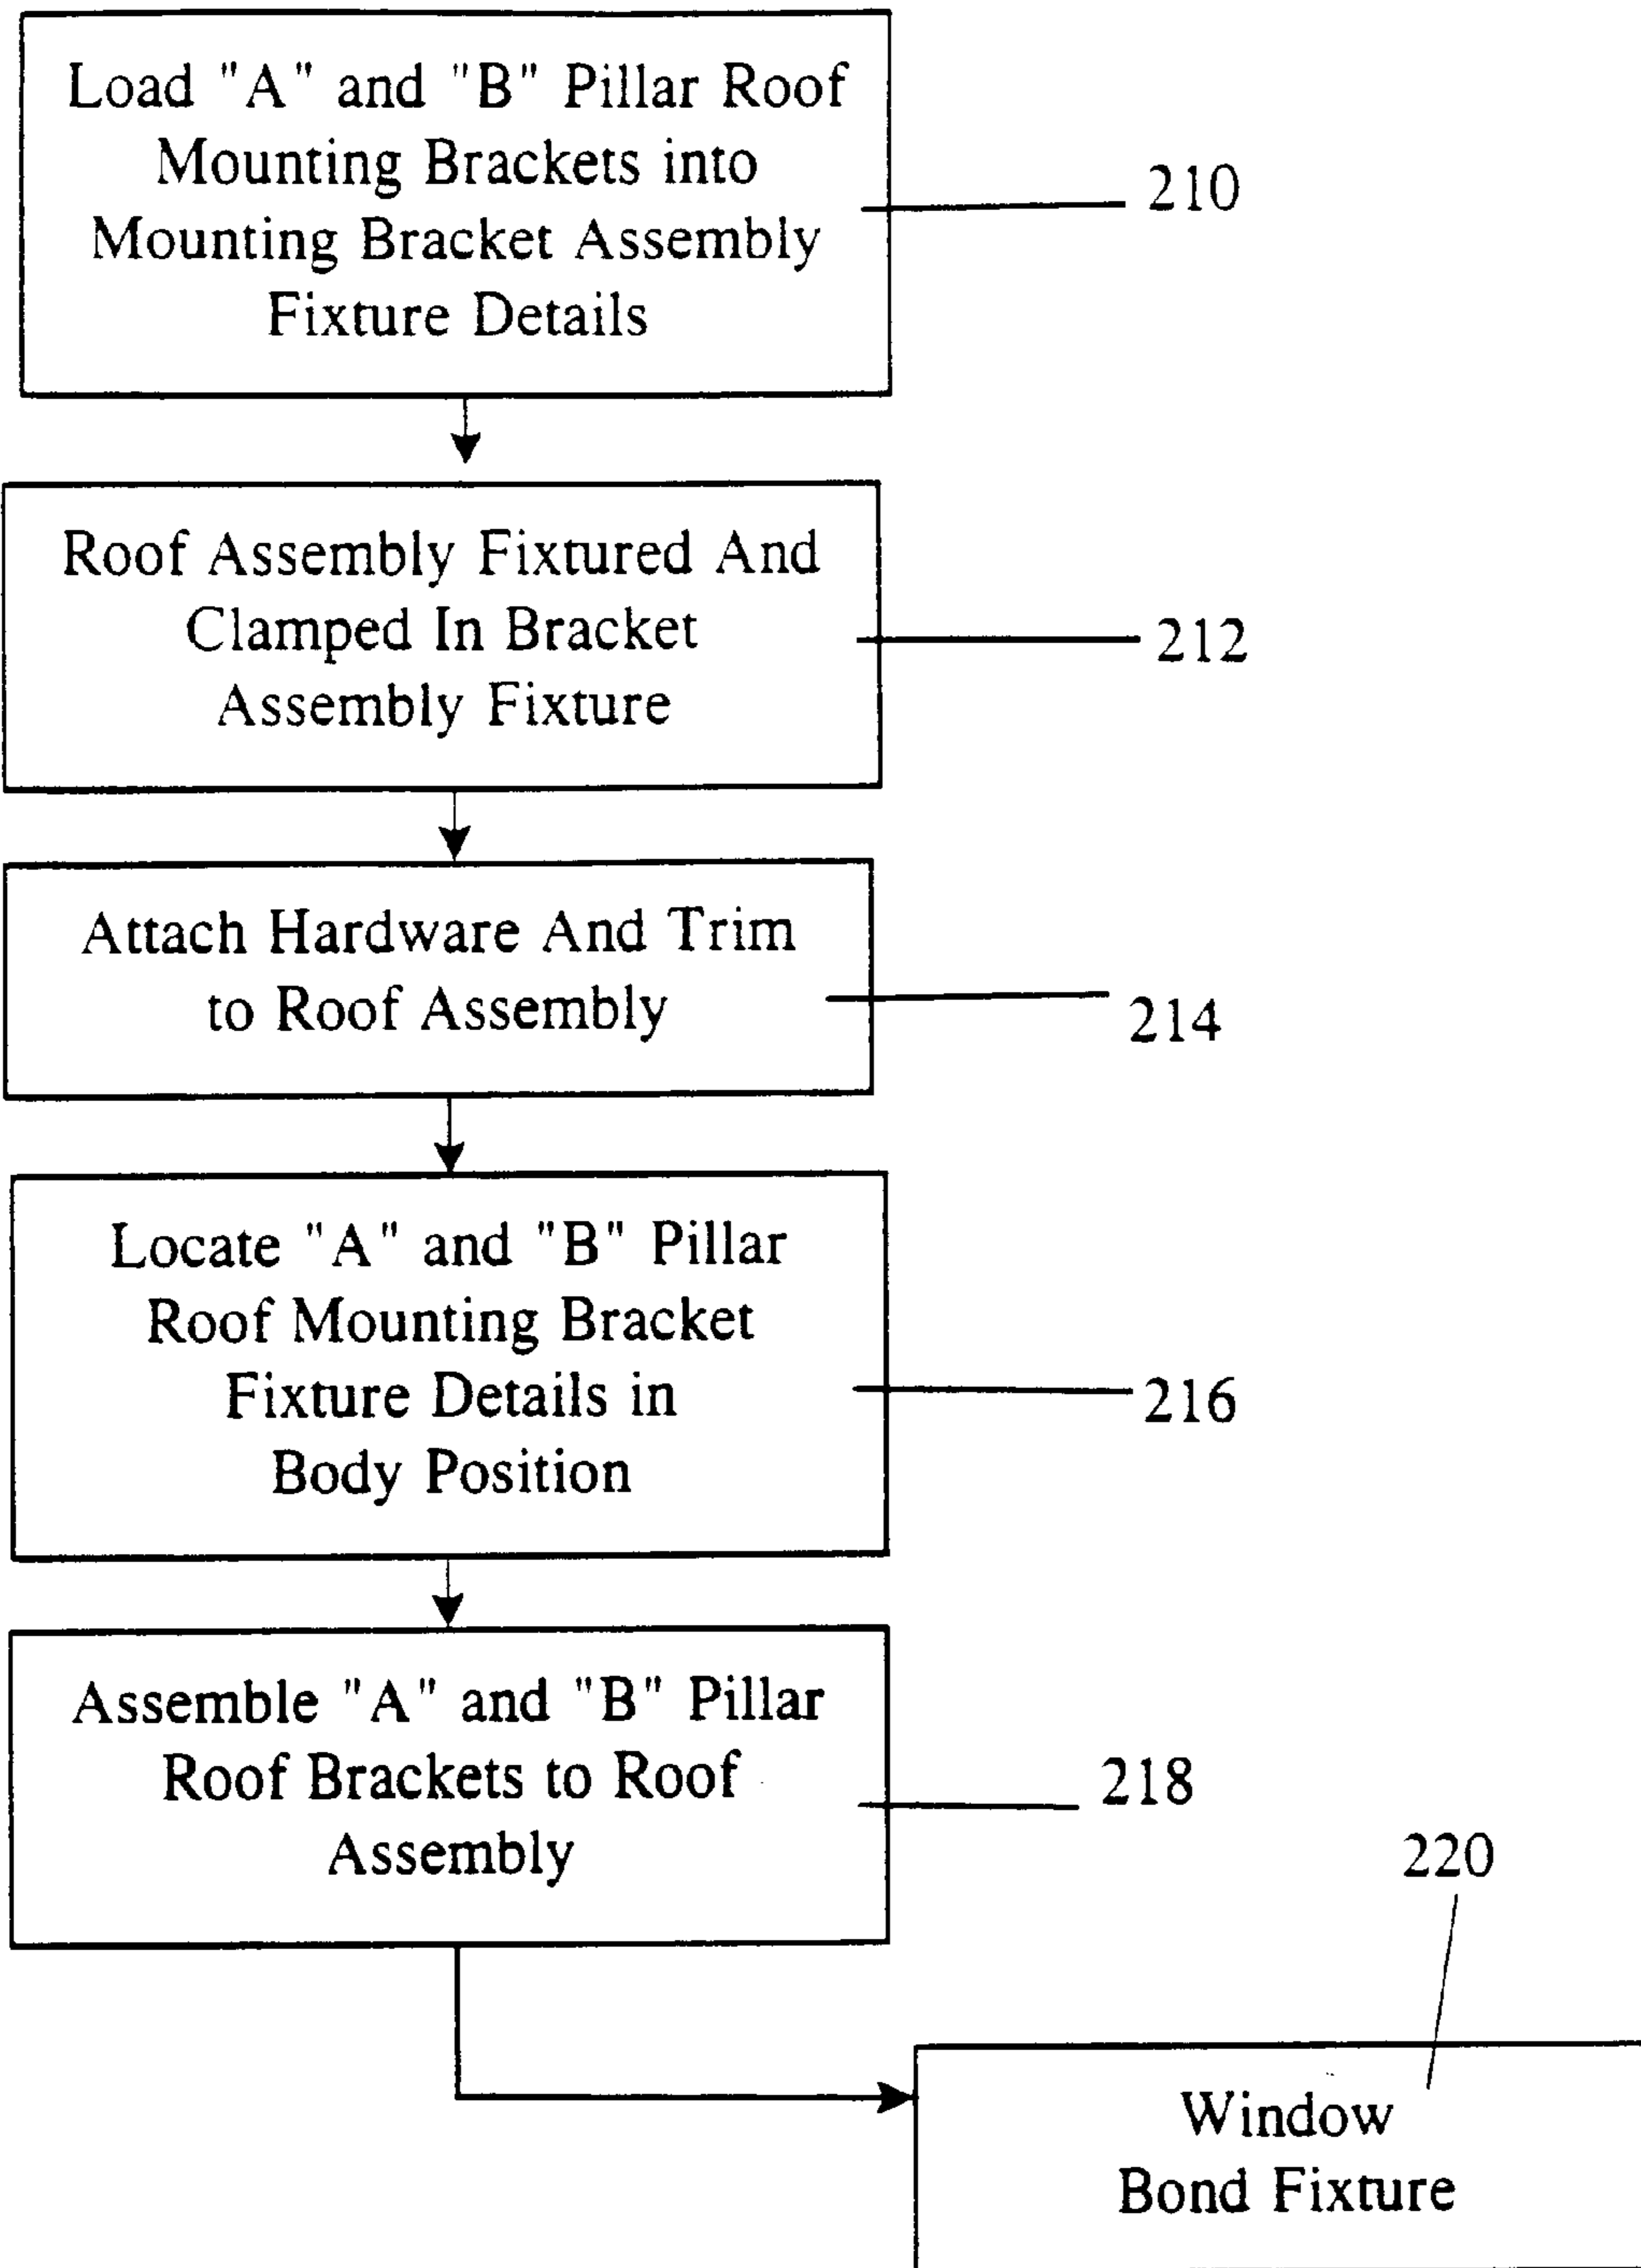 Load "A" and "B" Pillar Roof
Mounting Brackets into
Mounting Bracket Assembly
Fixture Details
210
Roof Assembly Fixtured And
Clamped In Bracket
Assembly Fixture
212
Attach Hardware And Trim
to Roof Assembly
214
Locate "A" and "B" Pillar
Roof Mounting Bracket
Fixture Details in
Body Position
216
Assemble "A" and "B" Pillar
Roof Brackets to Roof
Assembly
218
220
Window
Bond Fixture